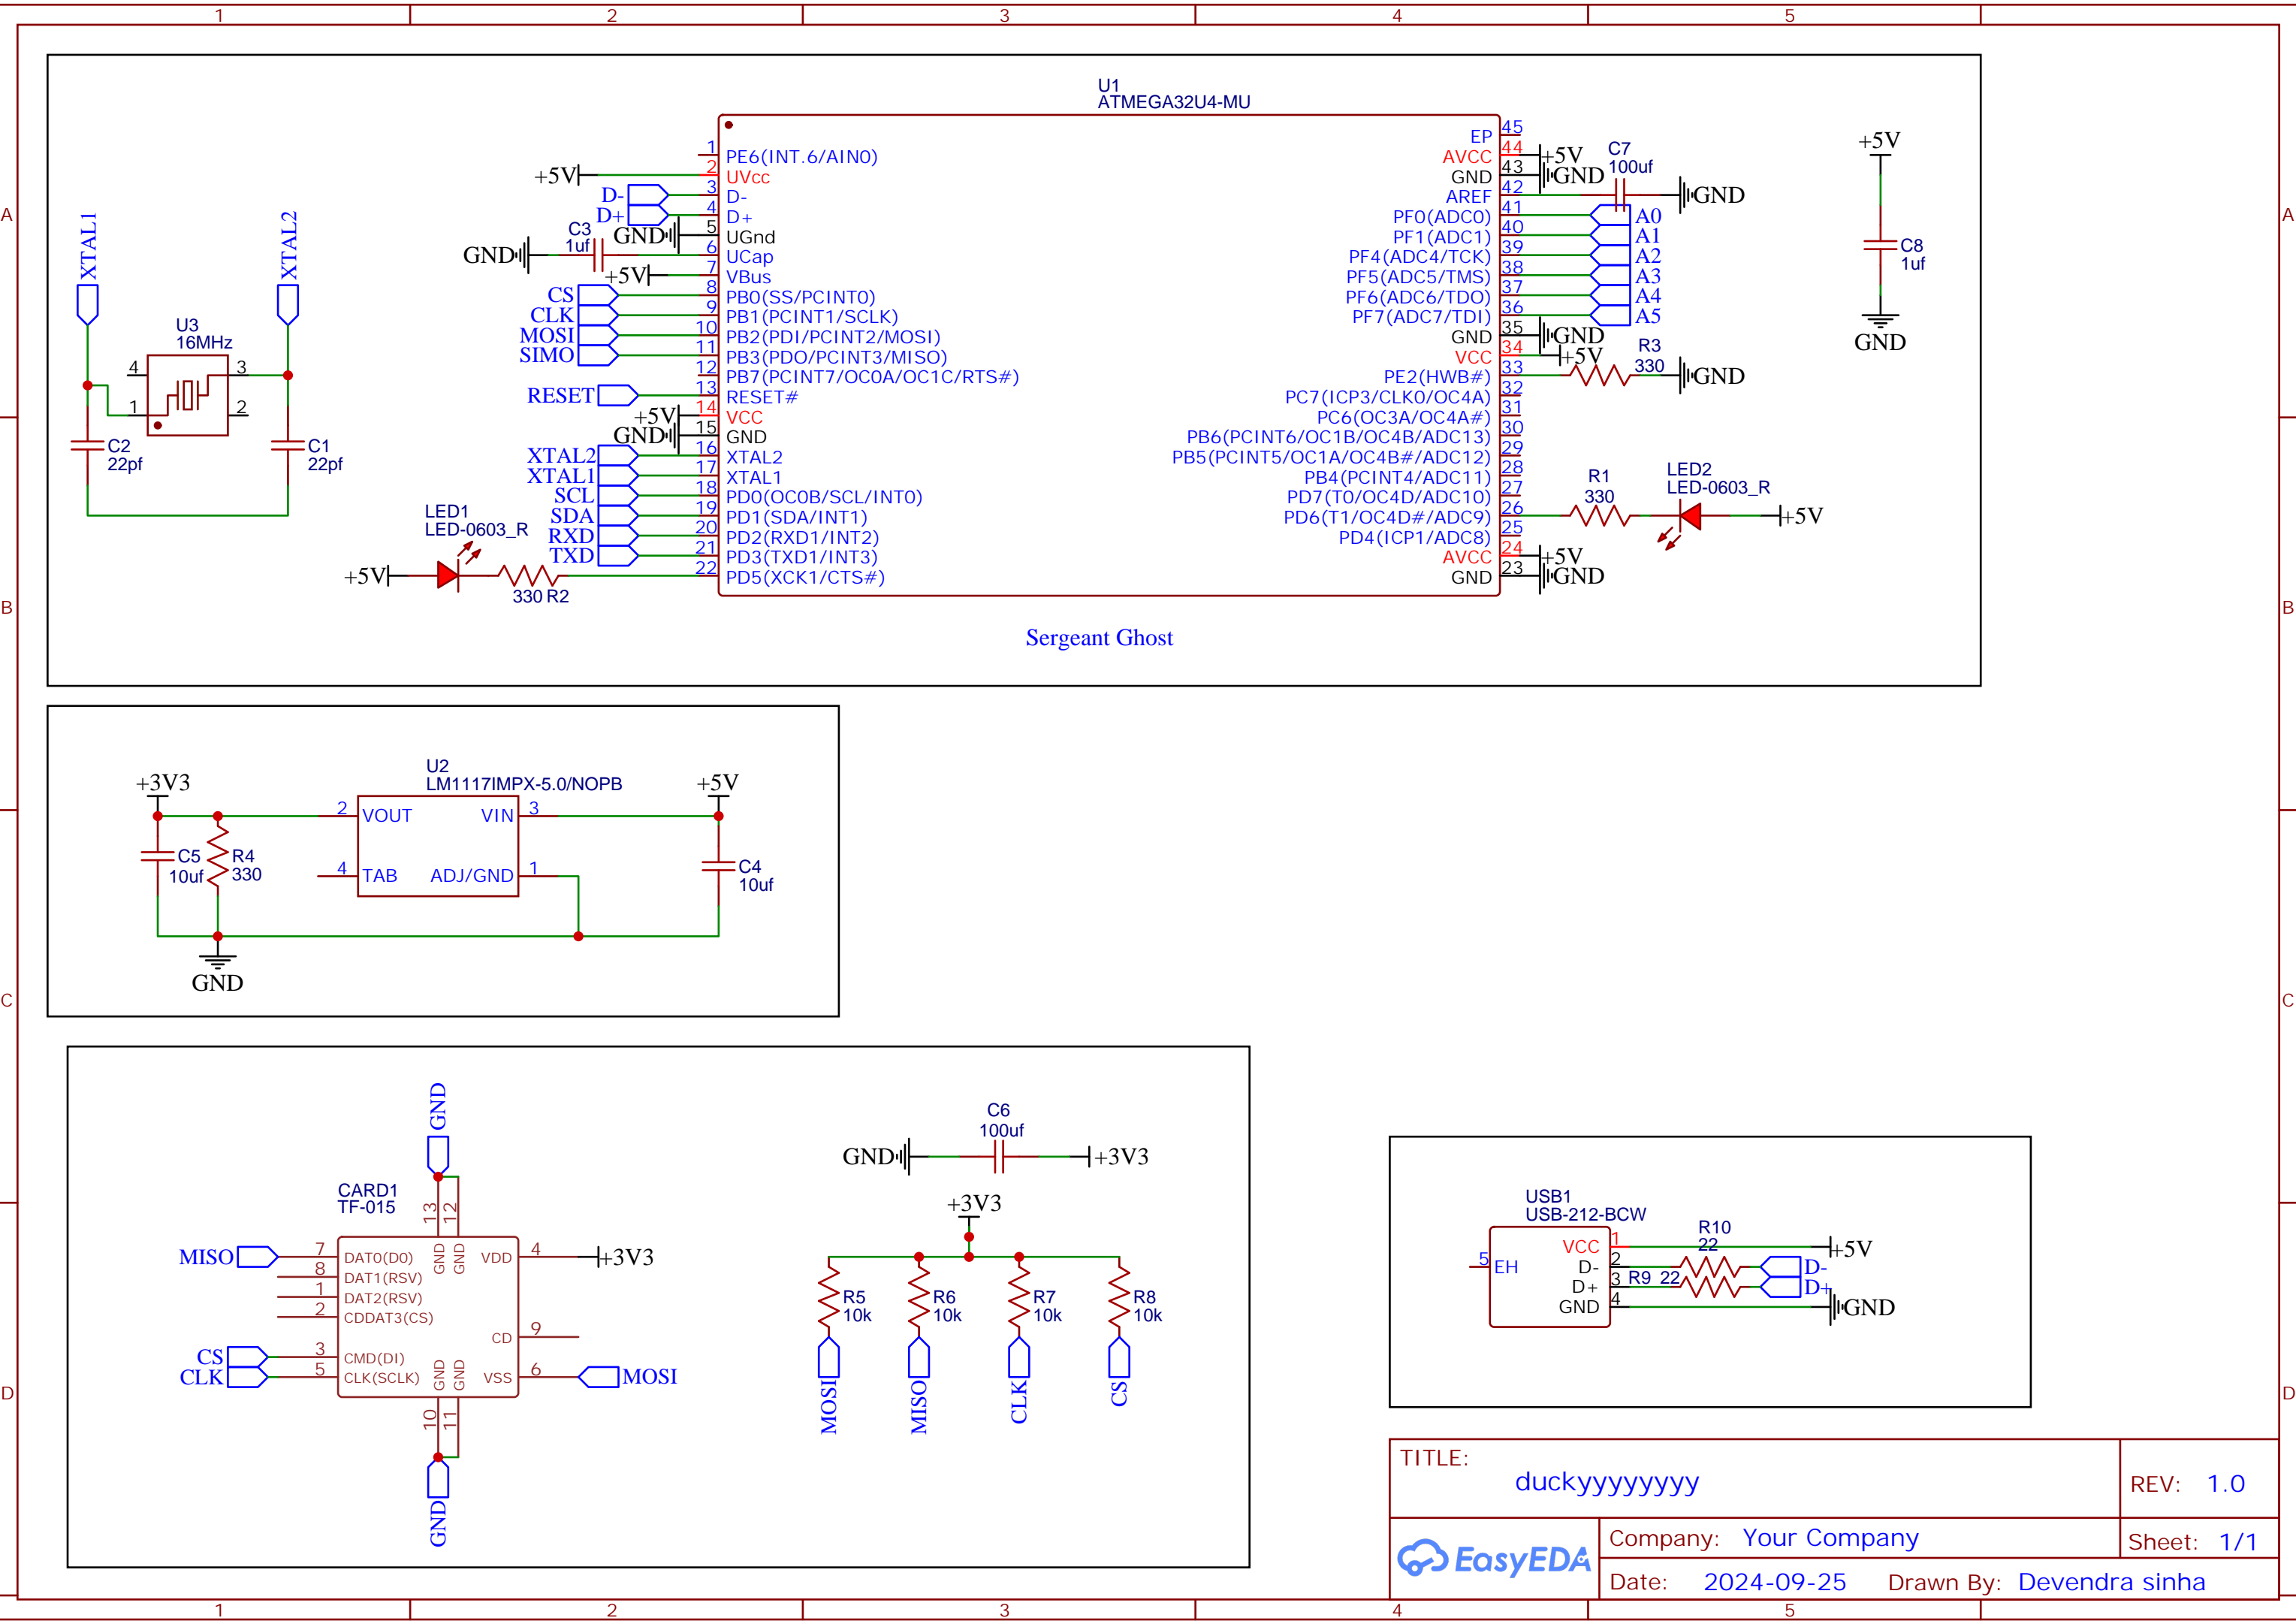 1 2 3 4 5
A
B
C
D
A
B
C
D
U1
ATMEGA32U4-MU
1 PE6(INT.6/AIN0)
+5V 2 UVcc
D- 3 D-
D+ 4 D+
GND 5 UGnd
C3
1uf
GND 6 UCap
+5V 7 VBus
CS 8 PB0(SS/PCINT0)
CLK 9 PB1(PCINT1/SCLK)
MOSI 10 PB2(PDI/PCINT2/MOSI)
SIMO 11 PB3(PDO/PCINT3/MISO)
12 PB7(PCINT7/OC0A/OC1C/RTS#)
RESET 13 RESET#
+5V 14 VCC
GND 15 GND
XTAL2 16 XTAL2
XTAL1 17 XTAL1
SCL 18 PD0(OC0B/SCL/INT0)
SDA 19 PD1(SDA/INT1)
RXD 20 PD2(RXD1/INT2)
TXD 21 PD3(TXD1/INT3)
22 PD5(XCK1/CTS#)
LED1
LED-0603_R
+5V
330 R2
EP 45
AVCC 44 +5V
GND 43 GND
AREF 42
C7
100uf
GND
PF0(ADC0) 41 A0
PF1(ADC1) 40 A1
PF4(ADC4/TCK) 39 A2
PF5(ADC5/TMS) 38 A3
PF6(ADC6/TDO) 37 A4
PF7(ADC7/TDI) 36 A5
GND 35 GND
VCC 34 +5V
PE2(HWB#) 33
R3
330
GND
PC7(ICP3/CLK0/OC4A) 32
PC6(OC3A/OC4A#) 31
PB6(PCINT6/OC1B/OC4B/ADC13) 30
PB5(PCINT5/OC1A/OC4B#/ADC12) 29
PB4(PCINT4/ADC11) 28
PD7(T0/OC4D/ADC10) 27
PD6(T1/OC4D#/ADC9) 26
PD4(ICP1/ADC8) 25
AVCC 24 +5V
GND 23 GND
R1
330
LED2
LED-0603_R
+5V
+5V
C8
1uf
GND
XTAL1
XTAL2
U3
16MHz
4 3
1 2
C2
22pf
C1
22pf
Sergeant Ghost
U2
LM1117IMPX-5.0/NOPB
+3V3
+5V
2 VOUT VIN 3
4 TAB ADJ/GND 1
C5
10uf
R4
330
C4
10uf
GND
GND
CARD1
TF-015
13 12
GND GND
MISO 7 DAT0(D0)
8 DAT1(RSV)
1 DAT2(RSV)
2 CDDAT3(CS)
CS 3 CMD(DI)
CLK 5 CLK(SCLK)
VDD 4 +3V3
CD 9
VSS 6 MOSI
GND GND
10 11
GND
C6
100uf
GND +3V3
+3V3
R5
10k
R6
10k
R7
10k
R8
10k
MOSI
MISO
CLK
CS
USB1
USB-212-BCW
5 EH
VCC 1 +5V
D- 2 D-
D+ 3 D+
GND 4 GND
R10
22
R9 22
TITLE:
duckyyyyyyyy
REV: 1.0
EasyEDA
Company: Your Company
Sheet: 1/1
Date: 2024-09-25 Drawn By: Devendra sinha
1 2 3 4 5